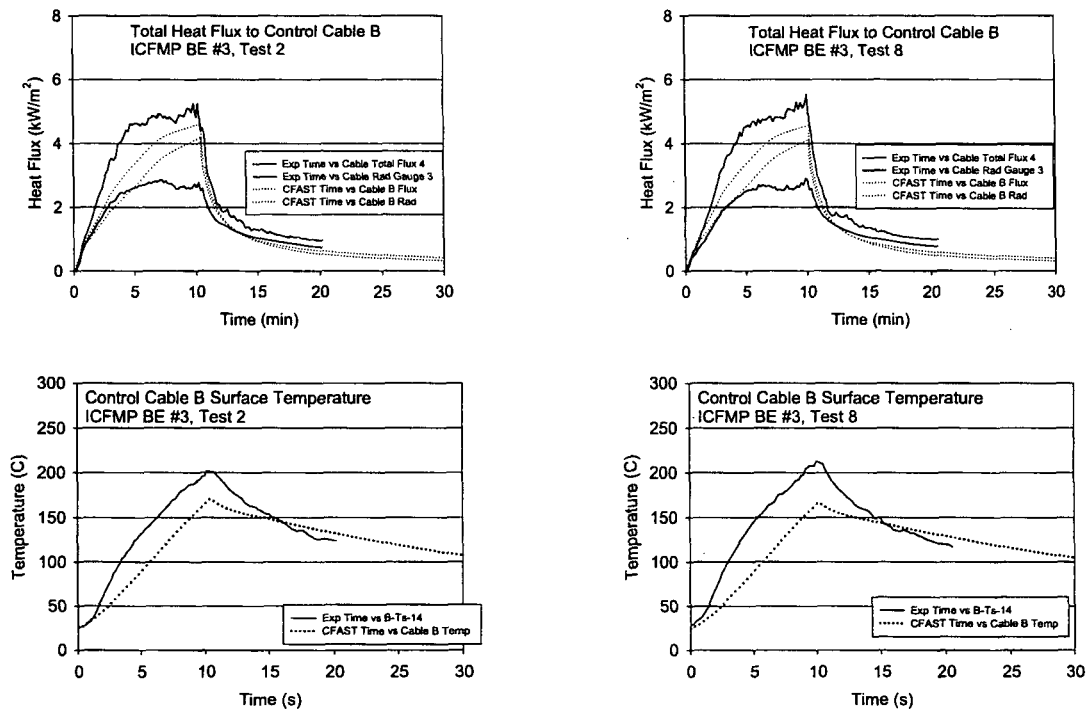 Total Heat Flux to Control Cable B
ICFMP BE #3, Test 2
Heat Flux (kW/m²)
8
6
4
2
0
Exp Time vs Cable Total Flux 4
Exp Time vs Cable Rad Gauge 3
CFAST Time vs Cable B Flux
CFAST Time vs Cable B Rad
0 5 10 15 20 25 30
Time (min)
Total Heat Flux to Control Cable B
ICFMP BE #3, Test 8
Heat Flux (kW/m²)
8
6
4
2
0
Exp Time vs Cable Total Flux 4
Exp Time vs Cable Rad Gauge 3
CFAST Time vs Cable B Flux
CFAST Time vs Cable B Rad
0 5 10 15 20 25 30
Time (min)
Control Cable B Surface Temperature
ICFMP BE #3, Test 2
Temperature (C)
300
250
200
150
100
50
0
Exp Time vs B-Ts-14
CFAST Time vs Cable B Temp
0 5 10 15 20 25 30
Time (s)
Control Cable B Surface Temperature
ICFMP BE #3, Test 8
Temperature (C)
300
250
200
150
100
50
0
Exp Time vs B-Ts-14
CFAST Time vs Cable B Temp
0 5 10 15 20 25 30
Time (s)